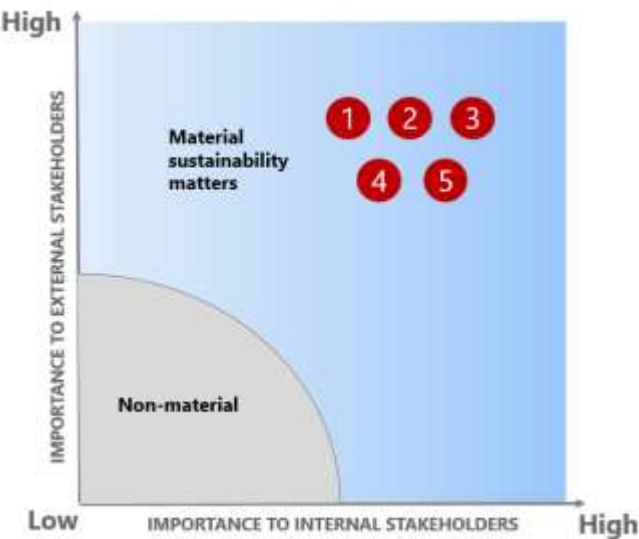 High
IMPORTANCE TO EXTERNAL STAKEHOLDERS
1 2 3
Material
sustainability
matters
4 5
Non-material
Low
IMPORTANCE TO INTERNAL STAKEHOLDERS
High